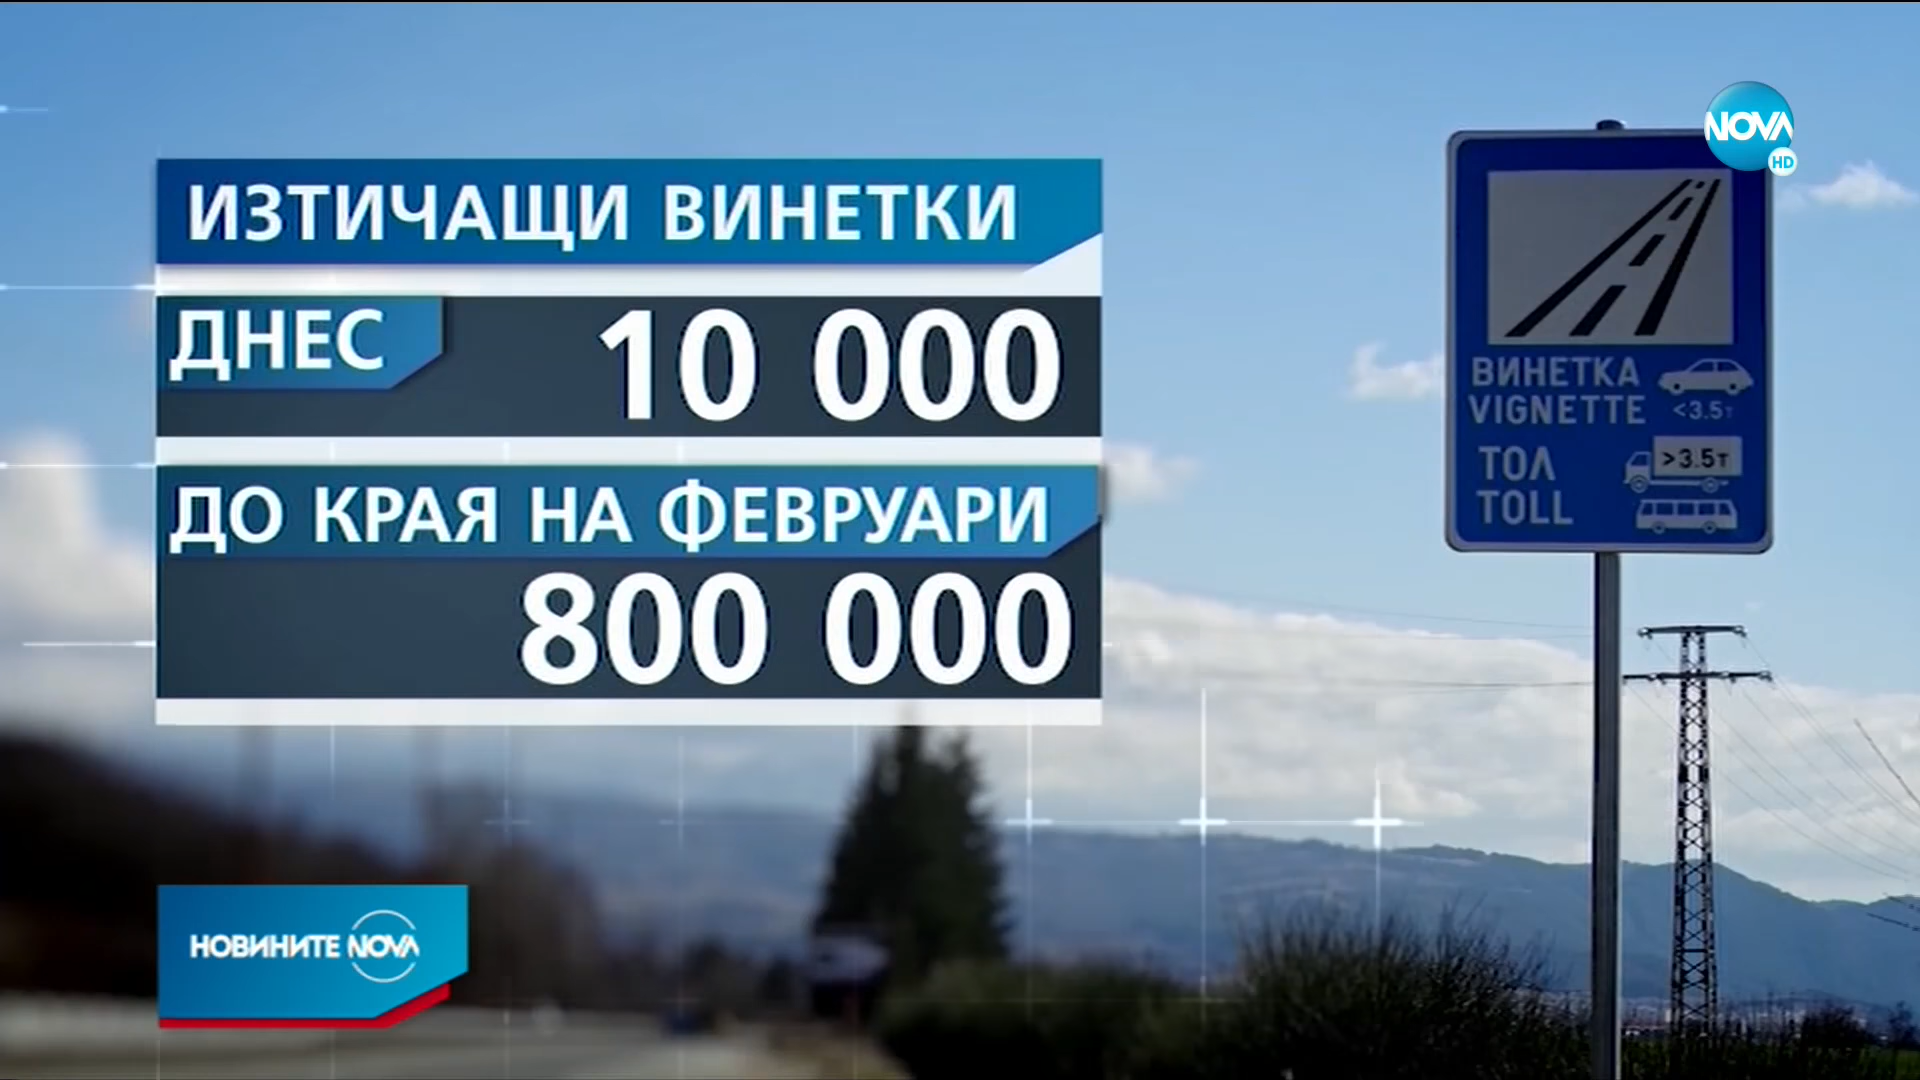 NOVA
HD
ИЗТИЧАЩИ ВИНЕТКИ
ДНЕС
10 000
ДО КРАЯ НА ФЕВРУАРИ
800 000
ВИНЕТКА
VIGNETTE
<3.5т
ТОЛ
TOLL
>3.5т
НОВИНИТЕ NOVA